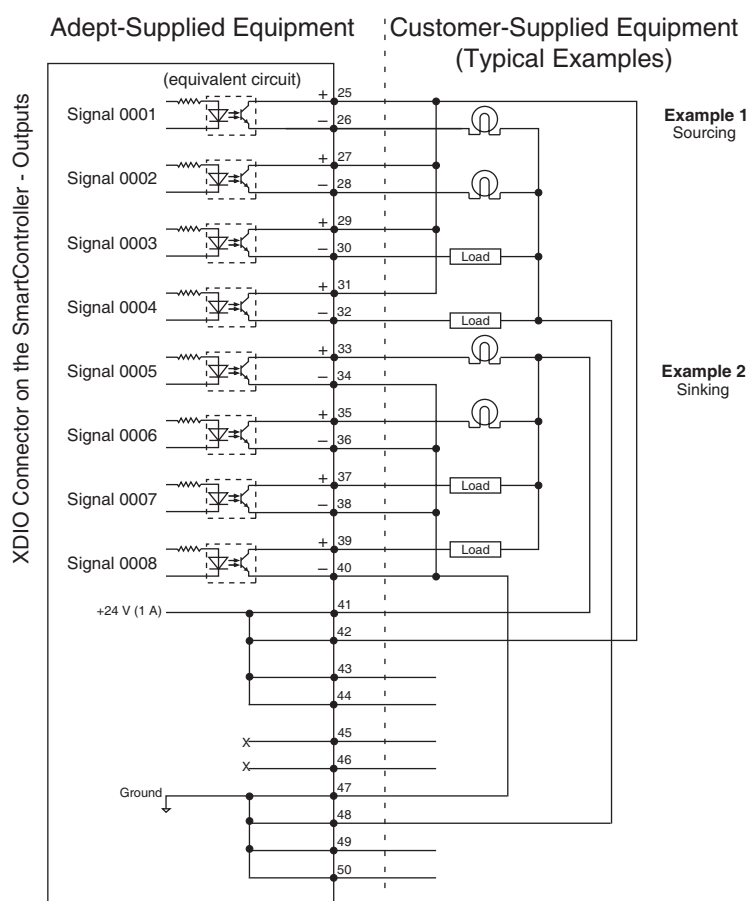 Adept-Supplied Equipment
Customer-Supplied Equipment
(Typical Examples)
XDIO Connector on the SmartController - Outputs
(equivalent circuit)
Signal 0001
+ 25
– 26
Example 1
Sourcing
Signal 0002
+ 27
– 28
Signal 0003
+ 29
– 30
Load
Signal 0004
+ 31
– 32
Load
Signal 0005
+ 33
– 34
Example 2
Sinking
Signal 0006
+ 35
– 36
Signal 0007
+ 37
Load
– 38
Signal 0008
+ 39
Load
– 40
+24 V (1 A)
41
42
43
44
X 45
X 46
Ground
47
48
49
50